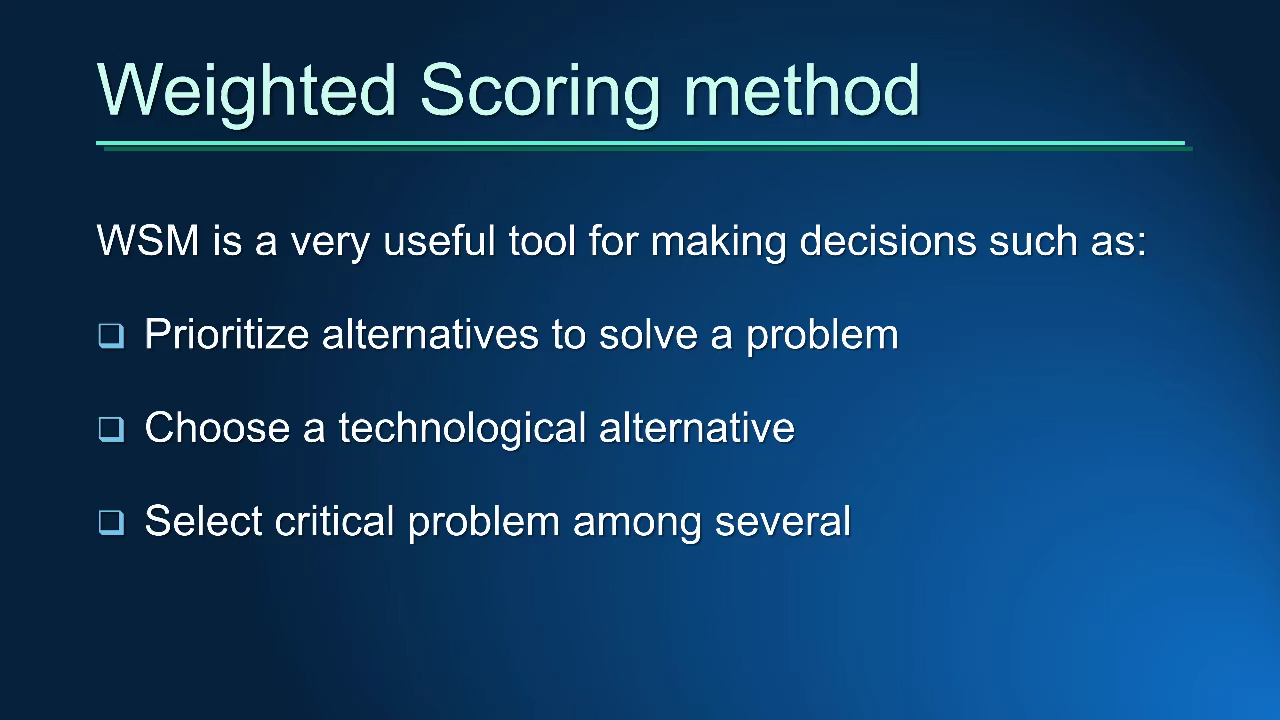 Weighted Scoring method
WSM is a very useful tool for making decisions such as:
Prioritize alternatives to solve a problem
Choose a technological alternative
Select critical problem among several